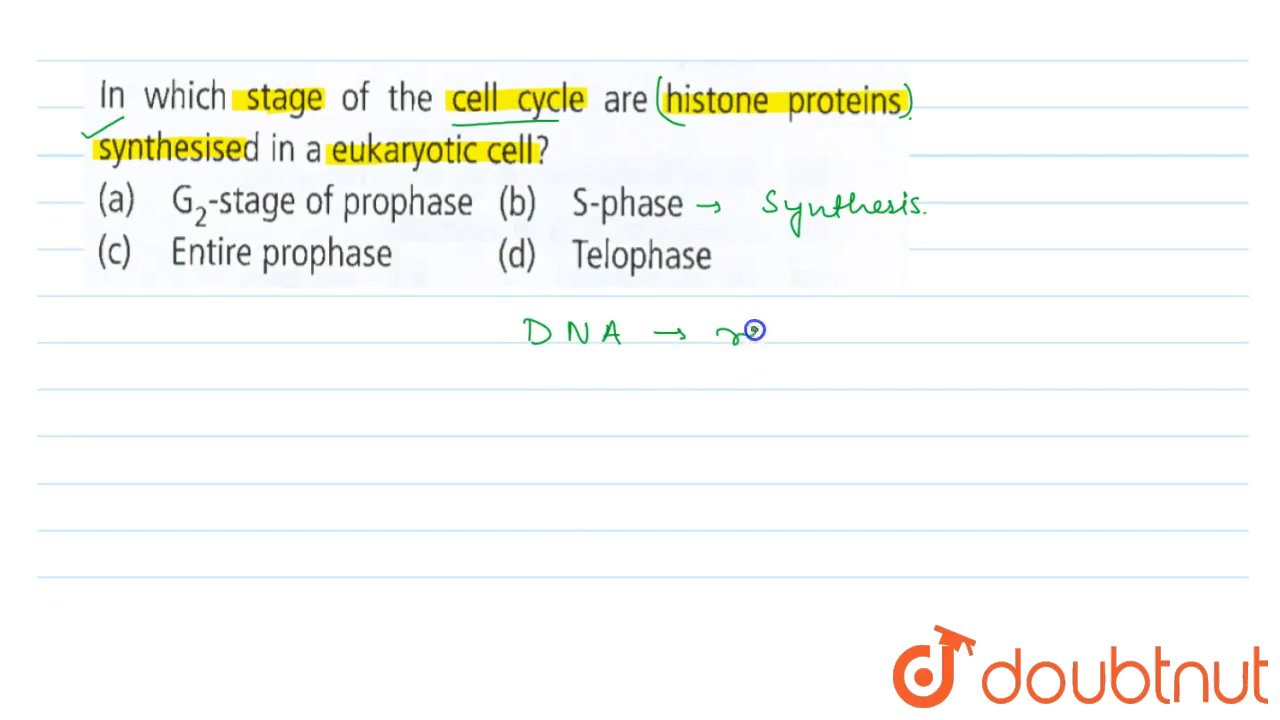 In which stage of the cell cycle are (histone proteins)
synthesised in a eukaryotic cell?
(a) G₂-stage of prophase (b) S-phase → Synthesis.
(c) Entire prophase (d) Telophase
DNA →
doubtnut